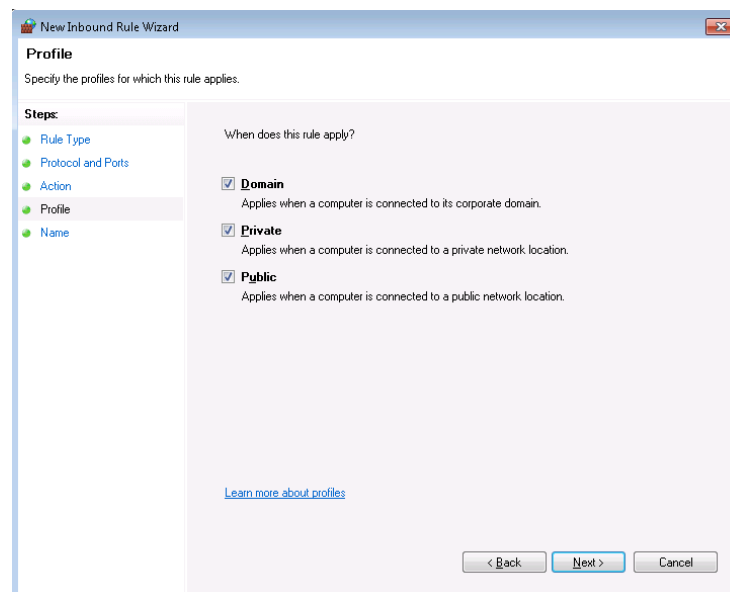 New Inbound Rule Wizard
Profile
Specify the profiles for which this rule applies.
Steps:
Rule Type
Protocol and Ports
Action
Profile
Name
When does this rule apply?
Domain
Applies when a computer is connected to its corporate domain.
Private
Applies when a computer is connected to a private network location.
Public
Applies when a computer is connected to a public network location.
Learn more about profiles
< Back
Next >
Cancel